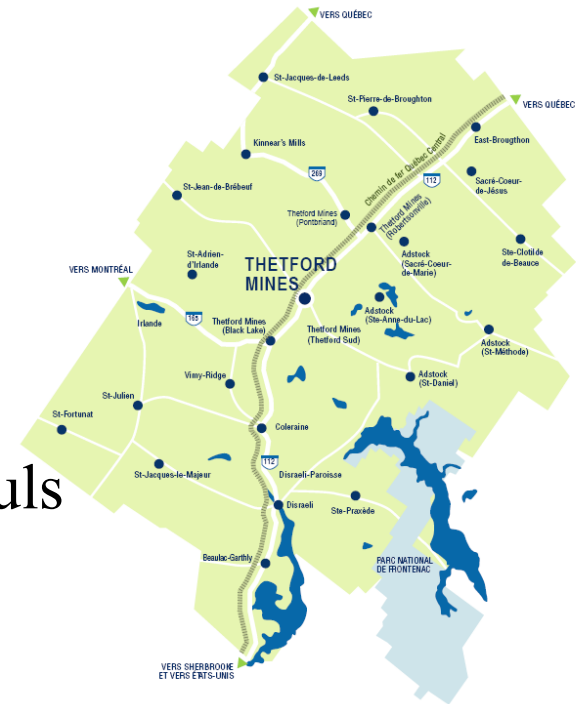 VERS QUÉBEC
St-Jacques-de-Leeds
St-Pierre-de-Broughton
VERS QUÉBEC
East-Brougthon
Kinnear's Mills
Chemin de fer Québec Central
269
112
Sacré-Coeur-
de-Jésus
St-Jean-de-Brébeuf
Thetford Mines
(Pontbriand)
Thetford Mines
(Robertsonville)
Adsteck
(Sacré-Coeur-
de-Marie)
Ste-Clotilde
de-Beauce
St-Adrien-
d'Irlande
VERS MONTRÉAL
THETFORD
MINES
Adstock
(Ste-Anne-du-Lac)
Irlande
165
Thetford Mines
(Black Lake)
Thetford Mines
(Thetford Sud)
Adstock
(St-Méthode)
Vimy-Ridge
Adstock
(St-Daniel)
St-Julien
St-Fortunat
Coleraine
112
St-Jacques-le-Majeur
Disraeli-Paroisse
uls
Disraeli
Ste-Praxède
Beaulac-Garthly
PARC NATIONAL
DE FRONTENAC
VERS SHERBROOKE
ET VERS ÉTATS-UNIS